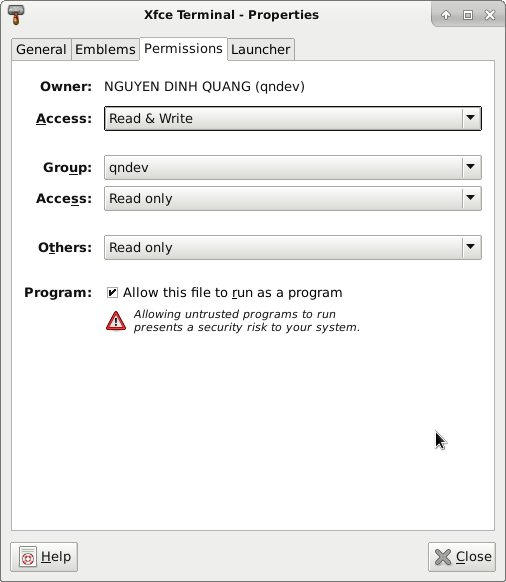 Xfce Terminal - Properties
General Emblems Permissions Launcher
Owner: NGUYEN DINH QUANG (qndev)
Access: Read & Write
Group: qndev
Access: Read only
Others: Read only
Program: Allow this file to run as a program
Allowing untrusted programs to run
presents a security risk to your system.
Help Close